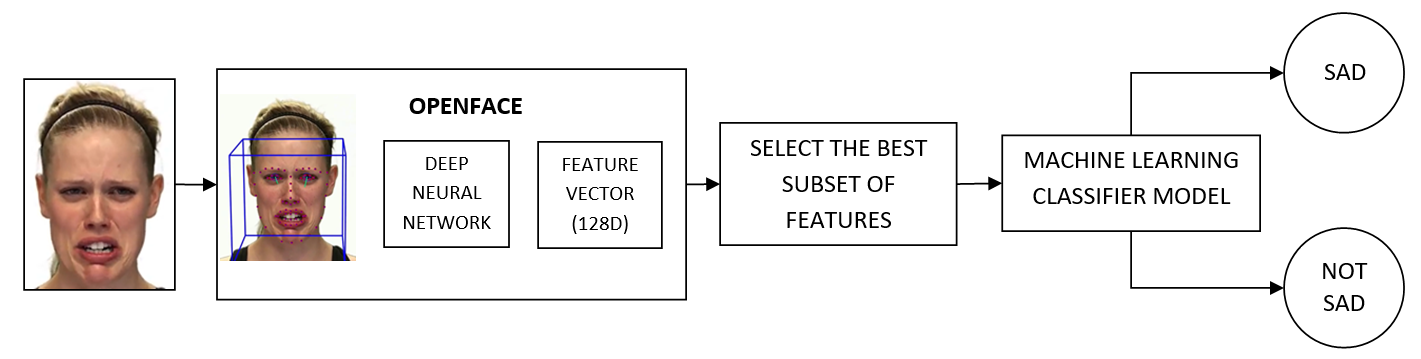 OPENFACE
DEEP
NEURAL
NETWORK
FEATURE
VECTOR
(128D)
SELECT THE BEST
SUBSET OF
FEATURES
MACHINE LEARNING
CLASSIFIER MODEL
SAD
NOT
SAD